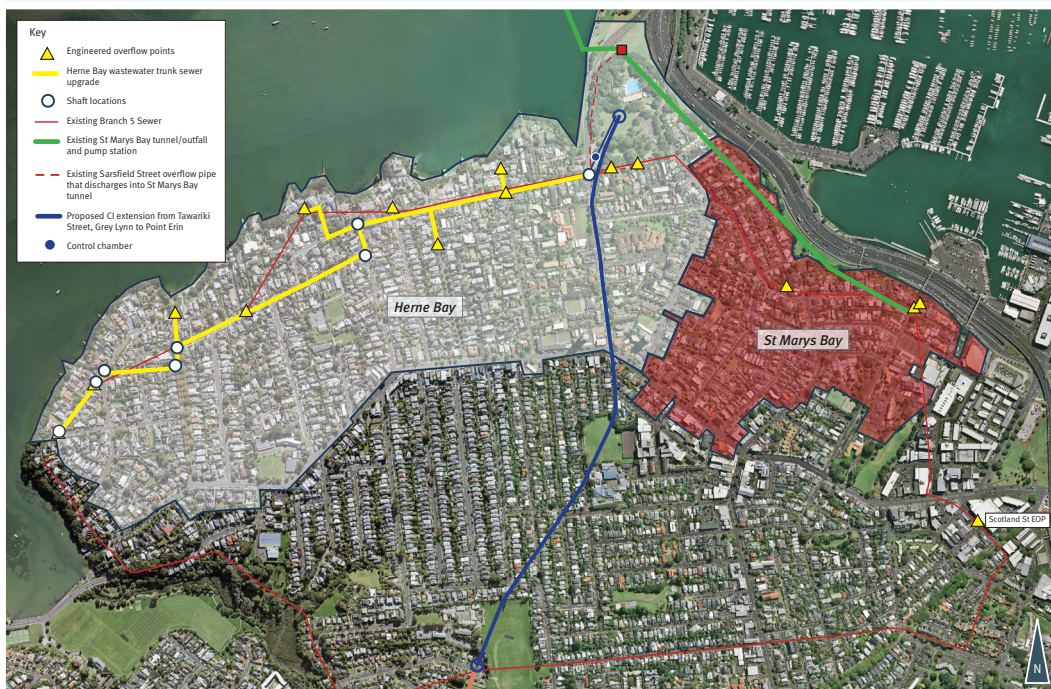 Key
Engineered overflow points
Herne Bay wastewater trunk sewer
upgrade
Shaft locations
Existing Branch 5 Sewer
Existing St Marys Bay tunnel/outfall
and pump station
Existing Sarsfield Street overflow pipe
that discharges into St Marys Bay
tunnel
Proposed CI extension from Tawariki
Street, Grey Lynn to Point Erin
Control chamber
Herne Bay
St Marys Bay
Scotland St EOP
N